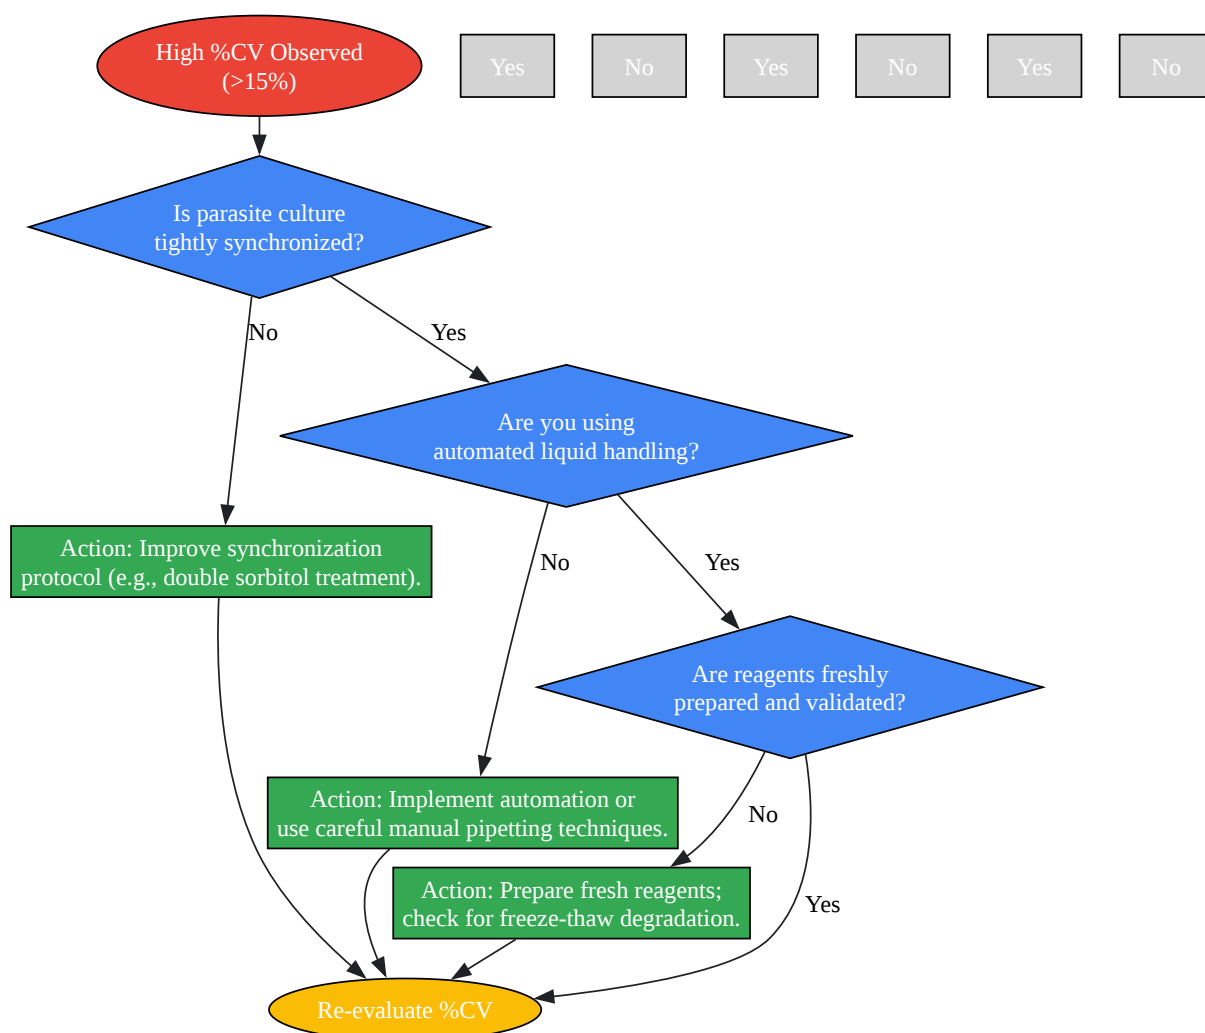 High %CV Observed
(>15%)
Yes
No
Yes
No
Yes
No
Is parasite culture
tightly synchronized?
No
Yes
Are you using
automated liquid handling?
Action: Improve synchronization
protocol (e.g., double sorbitol treatment).
No
Yes
Are reagents freshly
prepared and validated?
Action: Implement automation or
use careful manual pipetting techniques.
No
Action: Prepare fresh reagents;
check for freeze-thaw degradation.
Yes
Re-evaluate %CV